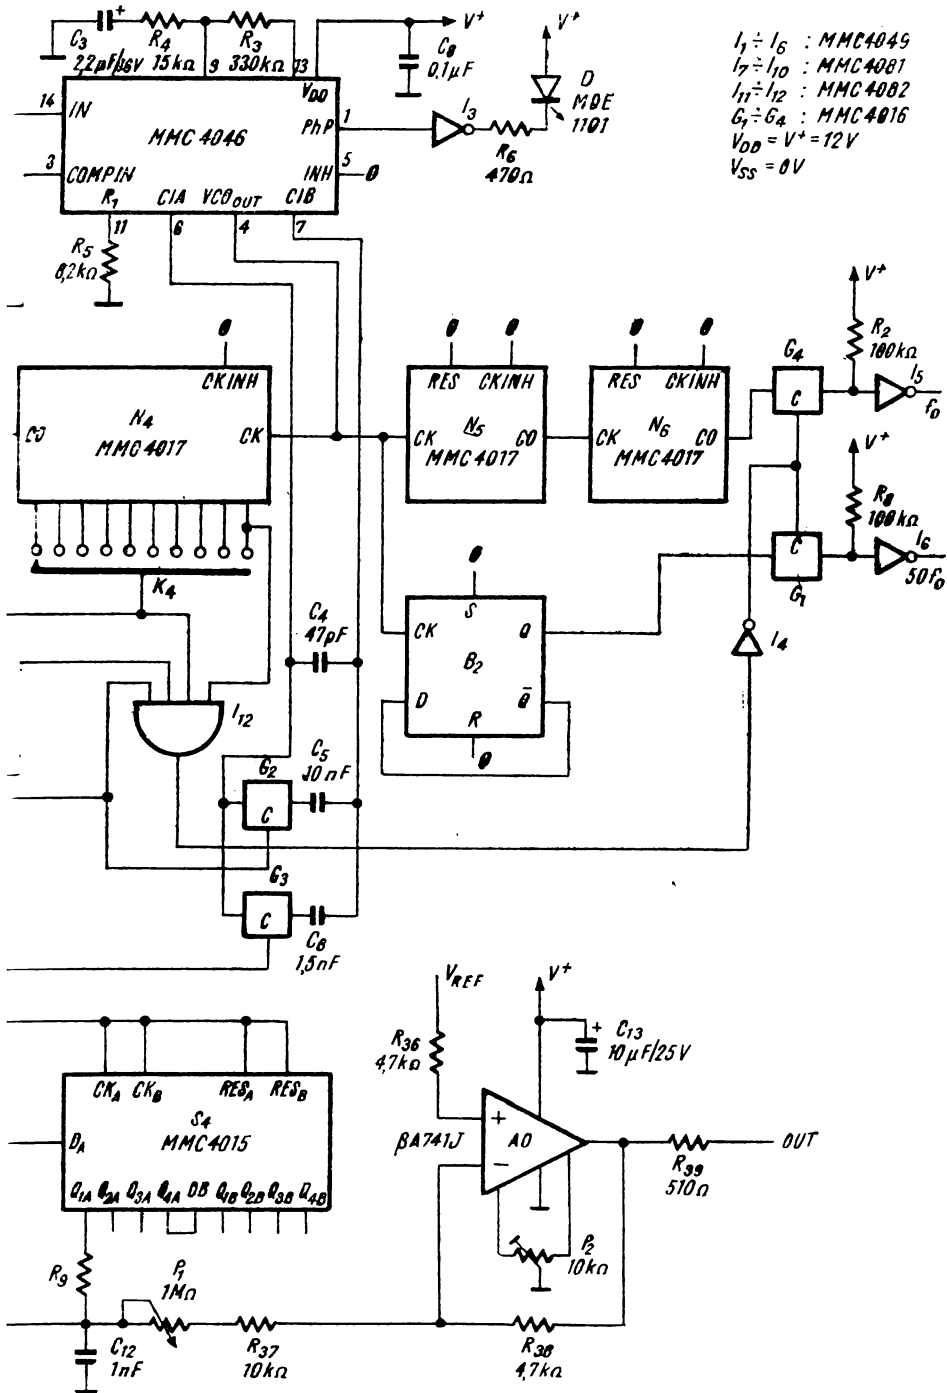 C3
2,2µF/16V
R4
15kΩ
9
R3
330kΩ
13
V+
C8
0,1µF
V+
D
MDE
1101
I1 ÷ I6 : MMC4049
I7 ÷ I10 : MMC4081
I11 ÷ I12 : MMC4082
G1 ÷ G4 : MMC4016
VDD = V+ = 12V
VSS = 0V
14
IN
VDD
MMC 4046
PhP
1
I3
R6
470Ω
3
COMPIN
INH
5
0
R1
CIA
VCO OUT
CIB
11
6
4
7
R5
8,2kΩ
0
CKINH
CO
N4
MMC4017
CK
K4
0
0
RES
CKINH
CK
N5
CO
MMC4017
0
0
RES
CKINH
CK
N6
CO
MMC4017
G4
C
V+
R2
100kΩ
I5
f0
V+
R8
100kΩ
C
G1
I6
50f0
0
S
CK
Q
B2
D
Q̄
R
0
I4
C4
47pF
I12
G2
C
C5
10nF
G3
C
C6
1,5nF
CKA
CKB
RESA
RESB
S4
DA
MMC4015
Q1A
Q2A
Q3A
Q4A
DB
Q1B
Q2B
Q3B
Q4B
R9
P1
1MΩ
C12
1nF
R37
10kΩ
VREF
V+
R36
4,7kΩ
C13
+
10µF/25V
βA741J
+
AO
−
OUT
R39
510Ω
P2
10kΩ
R38
4,7kΩ